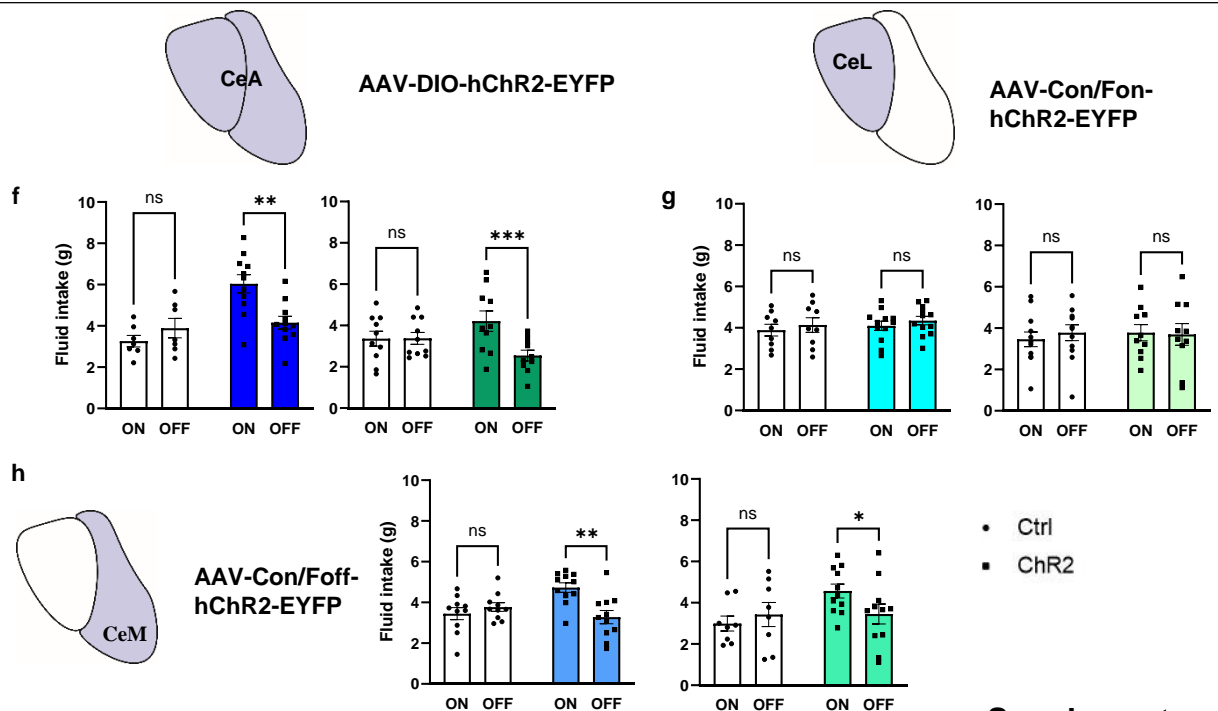 CeA
AAV-DIO-hChR2-EYFP
CeL
AAV-Con/Fon-
hChR2-EYFP
f
Fluid intake (g)
10
8
6
4
2
0
ns
**
ON OFF ON OFF
10
8
6
4
2
0
ns
***
ON OFF ON OFF
g
Fluid intake (g)
10
8
6
4
2
0
ns
ns
ON OFF ON OFF
10
8
6
4
2
0
ns
ns
ON OFF ON OFF
h
CeM
AAV-Con/Foff-
hChR2-EYFP
Fluid intake (g)
10
8
6
4
2
0
ns
**
ON OFF ON OFF
10
8
6
4
2
0
ns
*
ON OFF ON OFF
Ctrl
ChR2